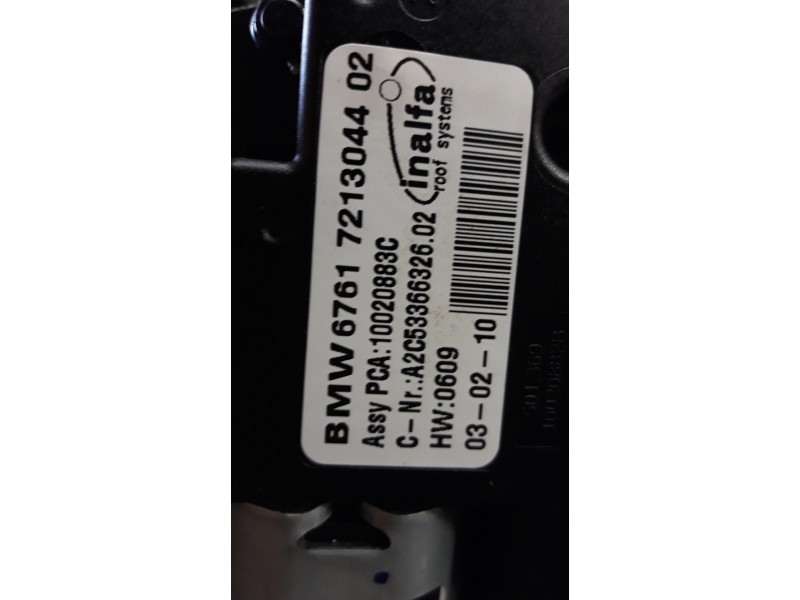 BMW 6761 7213044 02
Assy PCA:10020883C
C-Nr.:A2C53366326.02
HW:0609
03-02-10
inalfa
roof systems